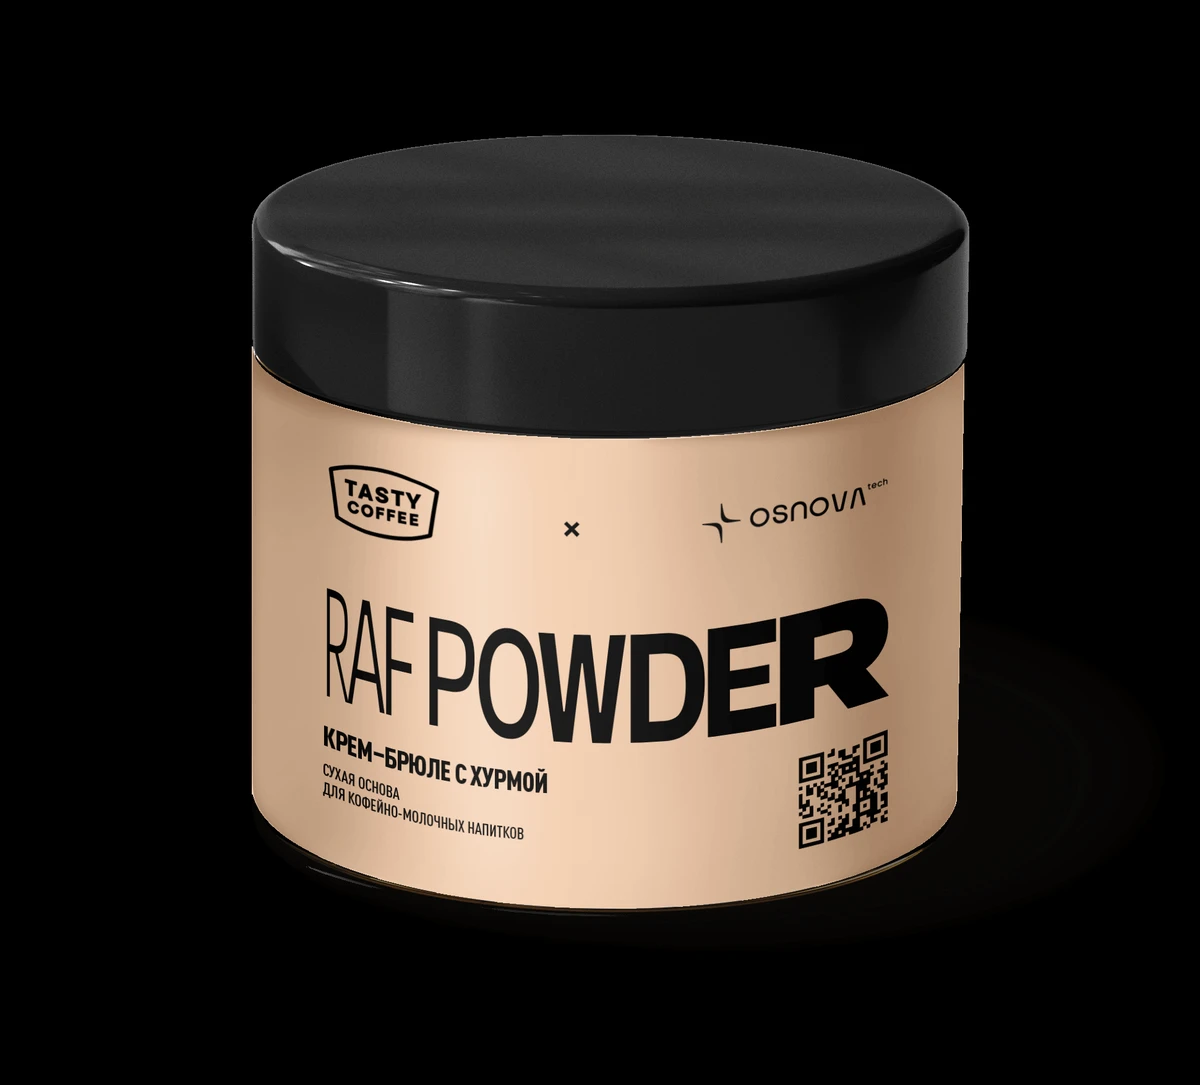 TASTY
COFFEE
×
OSNOVA tech
RAF POWDER
КРЕМ-БРЮЛЕ С ХУРМОЙ
СУХАЯ ОСНОВА
ДЛЯ КОФЕЙНО-МОЛОЧНЫХ НАПИТКОВ